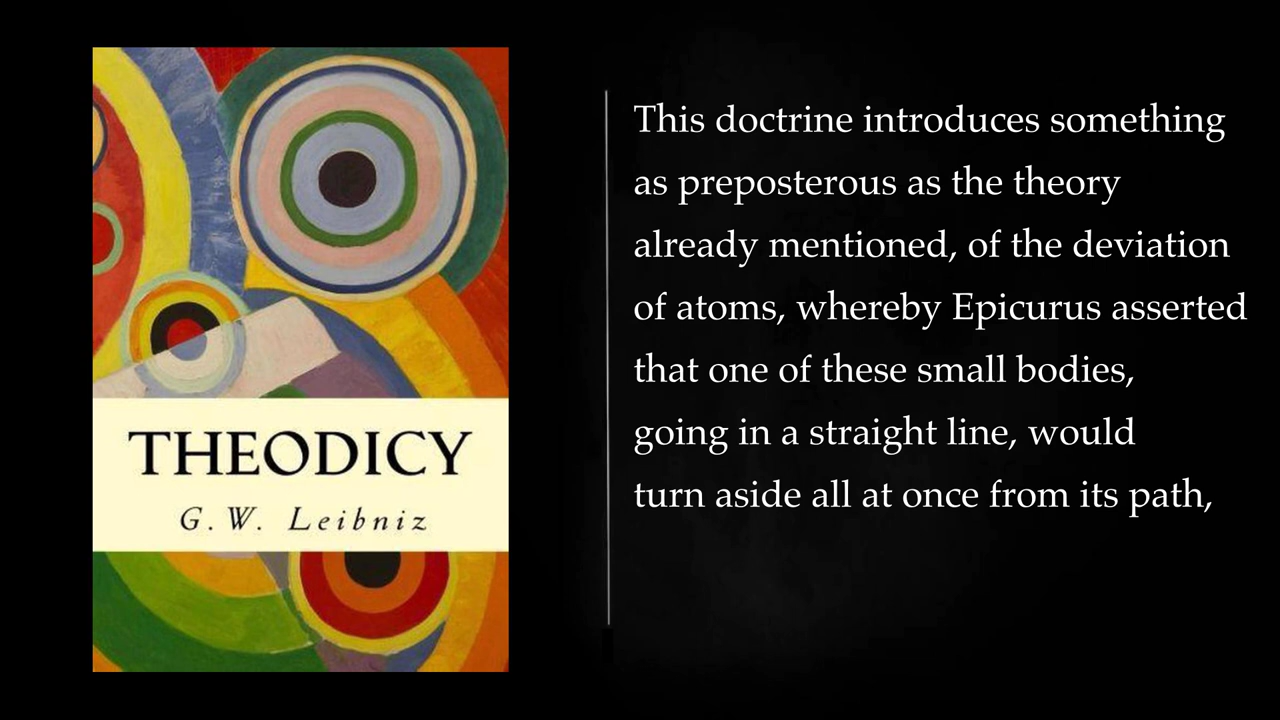 THEODICY
G. W. Leibniz
This doctrine introduces something
as preposterous as the theory
already mentioned, of the deviation
of atoms, whereby Epicurus asserted
that one of these small bodies,
going in a straight line, would
turn aside all at once from its path,